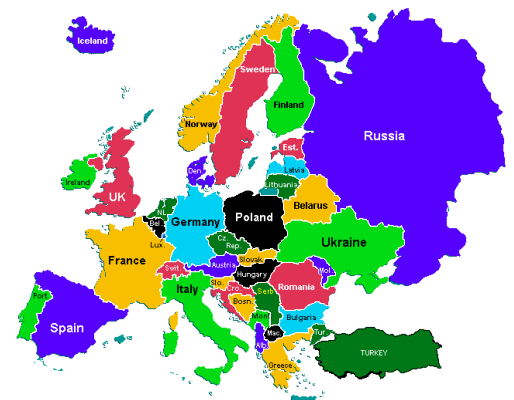 Iceland
Sweden
Finland
Norway
Russia
Est.
Latvia
Den.
Lithuania
Ireland
UK
Belarus
NL
Poland
Germany
Bel.
Ukraine
Cz.
Rep.
Lux.
Slovak.
France
Austria
Mol.
Swit.
Hungary
Italy
Slo.
Cro.
Romania
Serb
Port.
Bosn.
Spain
Mont
Bulgaria
Mac.
Tur.
Alb
TURKEY
Greece